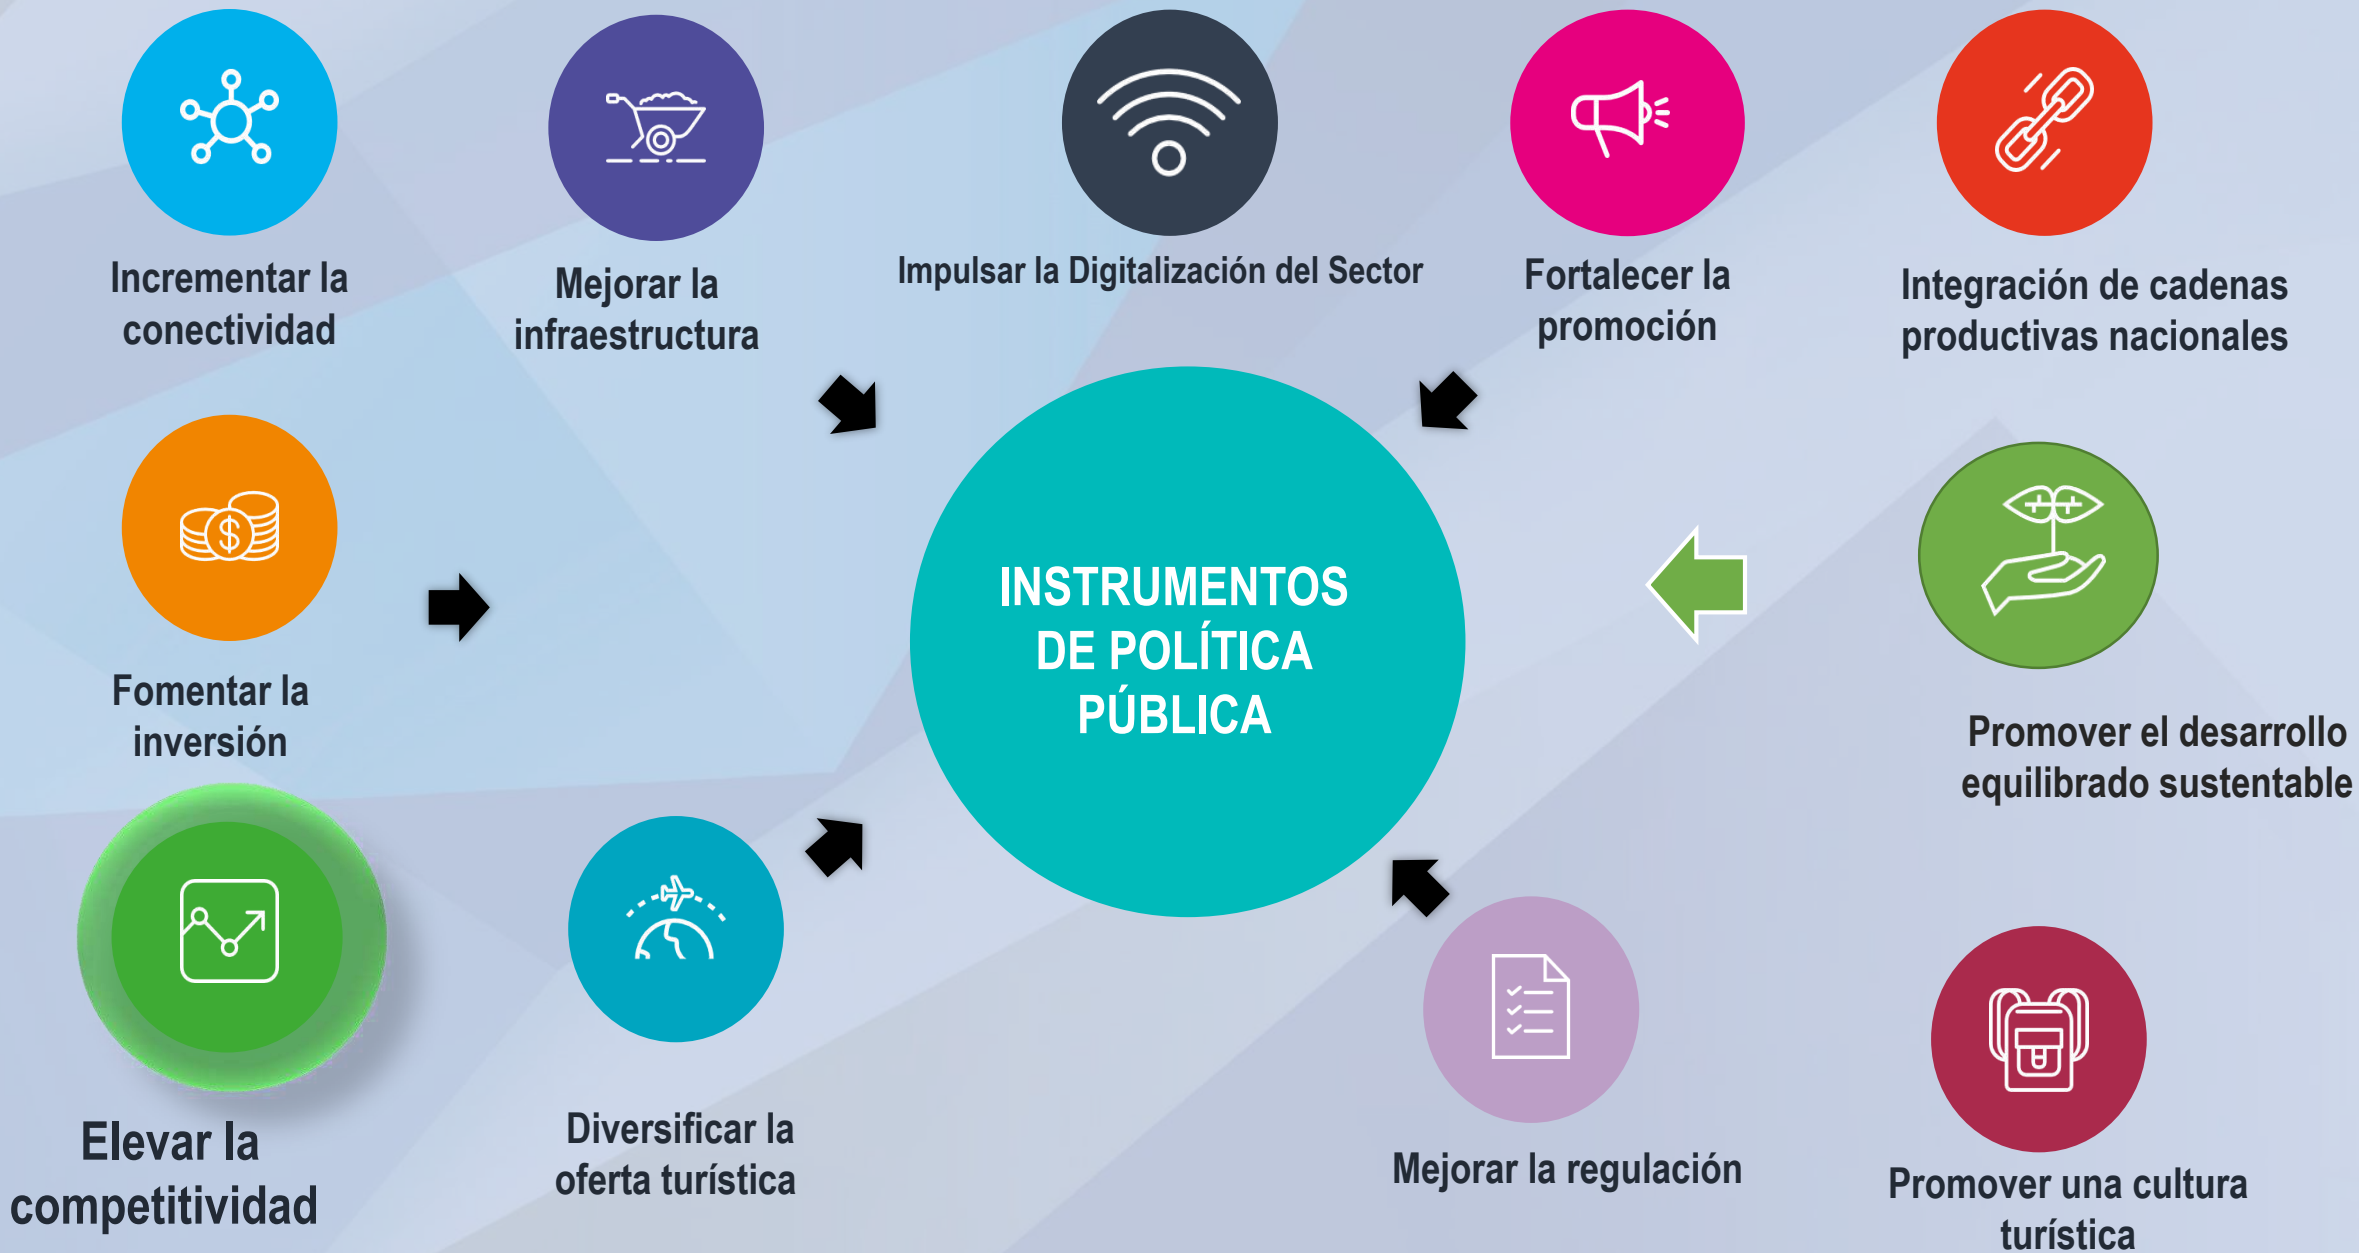 Incrementar la
conectividad
Mejorar la
infraestructura
Impulsar la Digitalización del Sector
Fortalecer la
promoción
Integración de cadenas
productivas nacionales
Fomentar la
inversión
$
INSTRUMENTOS
DE POLÍTICA
PÚBLICA
Promover el desarrollo
equilibrado sustentable
Elevar la
competitividad
Diversificar la
oferta turística
Mejorar la regulación
Promover una cultura
turística